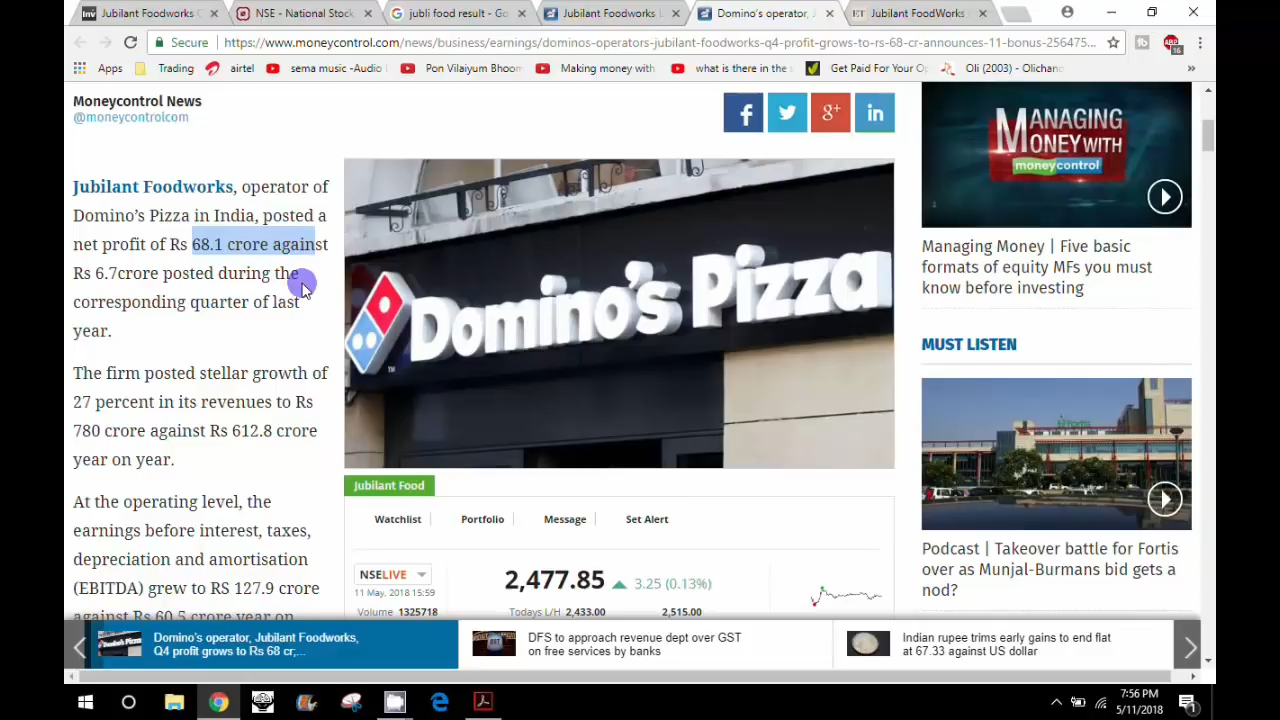 Jubilant Foodworks C
NSE - National Stock
jubli food result - Go
Jubilant Foodworks L
Domino's operator, J
Jubilant FoodWorks
Secure
https://www.moneycontrol.com/news/business/earnings/dominos-operators-jubilant-foodworks-q4-profit-grows-to-rs-68-cr-announces-11-bonus-256475...
Apps
Trading
airtel
sema music -Audio
Pon Vilaiyum Bhoom
Making money with
what is there in the
Get Paid For Your Op
Oli (2003) - Olichan
»
Moneycontrol News
@moneycontrolcom
Jubilant Foodworks, operator of
Domino's Pizza in India, posted a
net profit of Rs 68.1 crore against
Rs 6.7crore posted during the
corresponding quarter of last
year.
The firm posted stellar growth of
27 percent in its revenues to Rs
780 crore against Rs 612.8 crore
year on year.
At the operating level, the
earnings before interest, taxes,
depreciation and amortisation
(EBITDA) grew to RS 127.9 crore
against Rs 60.5 crore year on
Domino's Pizza
Jubilant Food
Watchlist
Portfolio
Message
Set Alert
NSELIVE
2,477.85
3.25 (0.13%)
11 May, 2018 15:59
Volume 1325718
Todays L/H 2,433.00
2,515.00
MANAGING
MONEY WITH
moneycontrol
Managing Money | Five basic
formats of equity MFs you must
know before investing
MUST LISTEN
Podcast | Takeover battle for Fortis
over as Munjal-Burmans bid gets a
nod?
Domino's operator, Jubilant Foodworks,
Q4 profit grows to Rs 68 cr,...
DFS to approach revenue dept over GST
on free services by banks
Indian rupee trims early gains to end flat
at 67.33 against US dollar
7:56 PM
5/11/2018